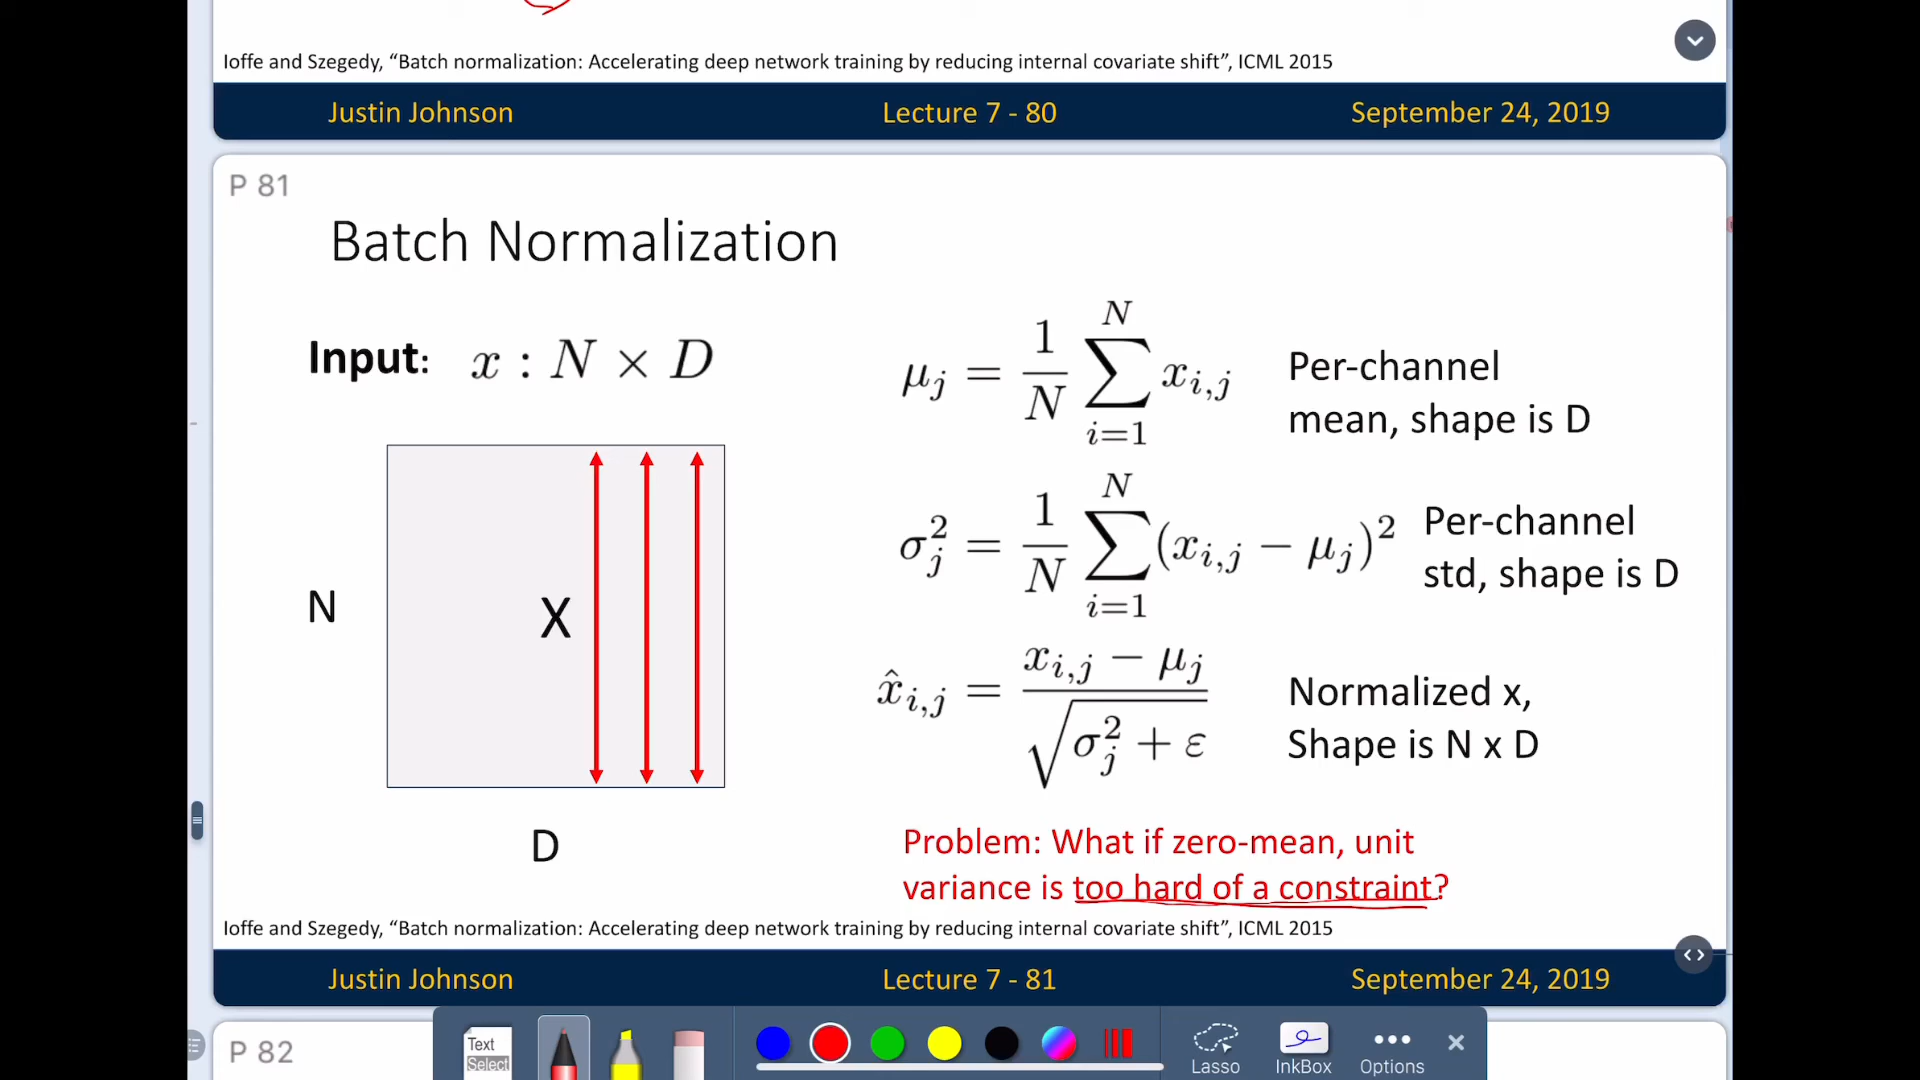 Ioffe and Szegedy, “Batch normalization: Accelerating deep network training by reducing internal covariate shift”, ICML 2015
Justin Johnson Lecture 7 - 80 September 24, 2019
P 81
Batch Normalization
Input: x : N × D
μ_j = 1/N ∑_{i=1}^{N} x_{i,j}
Per-channel
mean, shape is D
σ_j^2 = 1/N ∑_{i=1}^{N} (x_{i,j} − μ_j)^2
Per-channel
std, shape is D
N
X
D
x̂_{i,j} = (x_{i,j} − μ_j) / √(σ_j^2 + ε)
Normalized x,
Shape is N x D
Problem: What if zero-mean, unit
variance is too hard of a constraint?
Ioffe and Szegedy, “Batch normalization: Accelerating deep network training by reducing internal covariate shift”, ICML 2015
Justin Johnson Lecture 7 - 81 September 24, 2019
P 82
Text
Select
Lasso
InkBox
Options